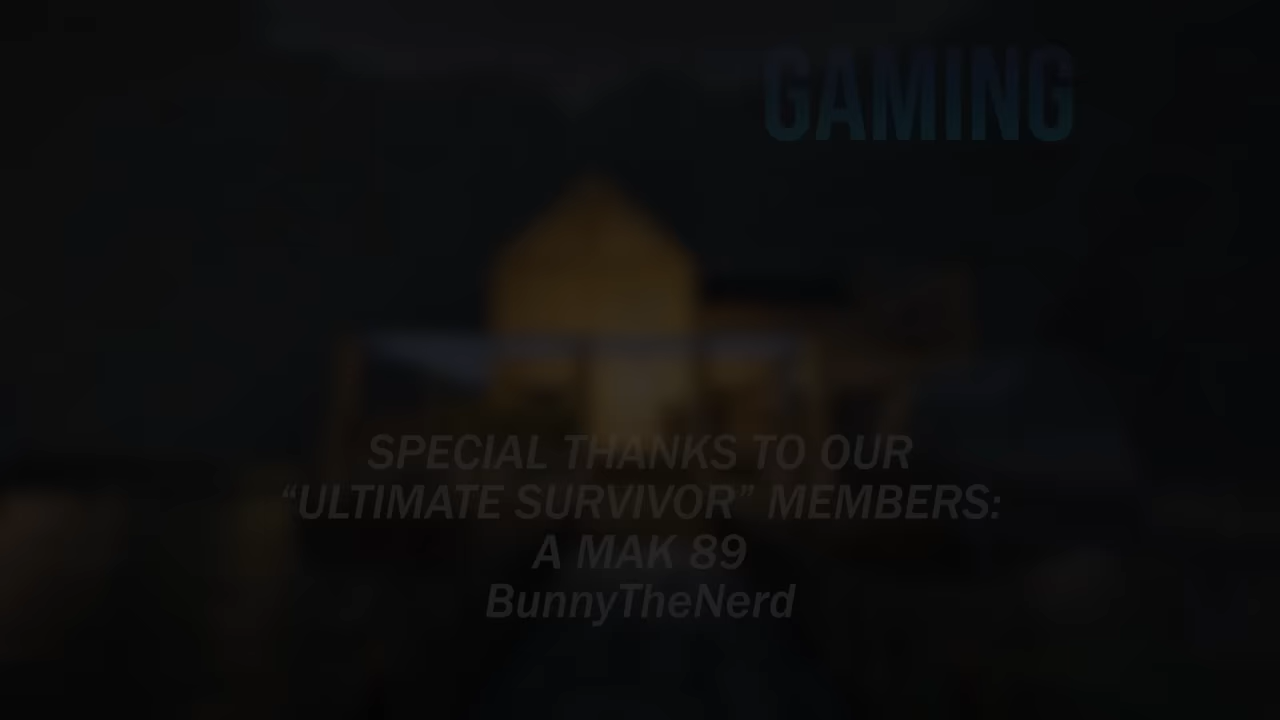 GAMING
SPECIAL THANKS TO OUR
“ULTIMATE SURVIVOR” MEMBERS:
A MAK 89
BunnyTheNerd